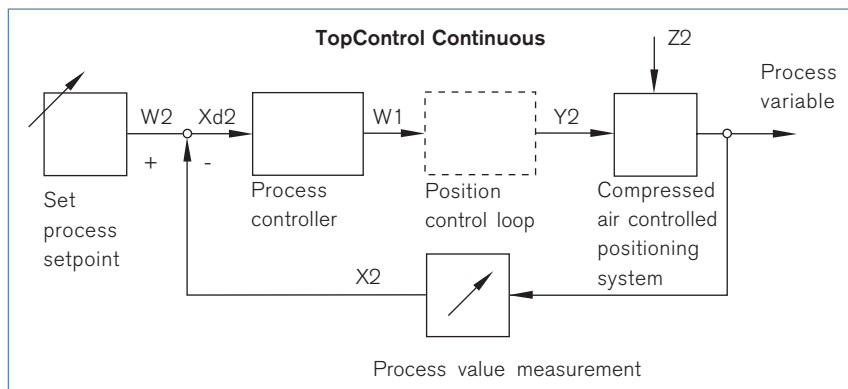 TopControl Continuous
Z2
Process
variable
W2
Xd2
W1
Y2
+
-
Set
process
setpoint
Process
controller
Position
control loop
Compressed
air controlled
positioning
system
X2
Process value measurement